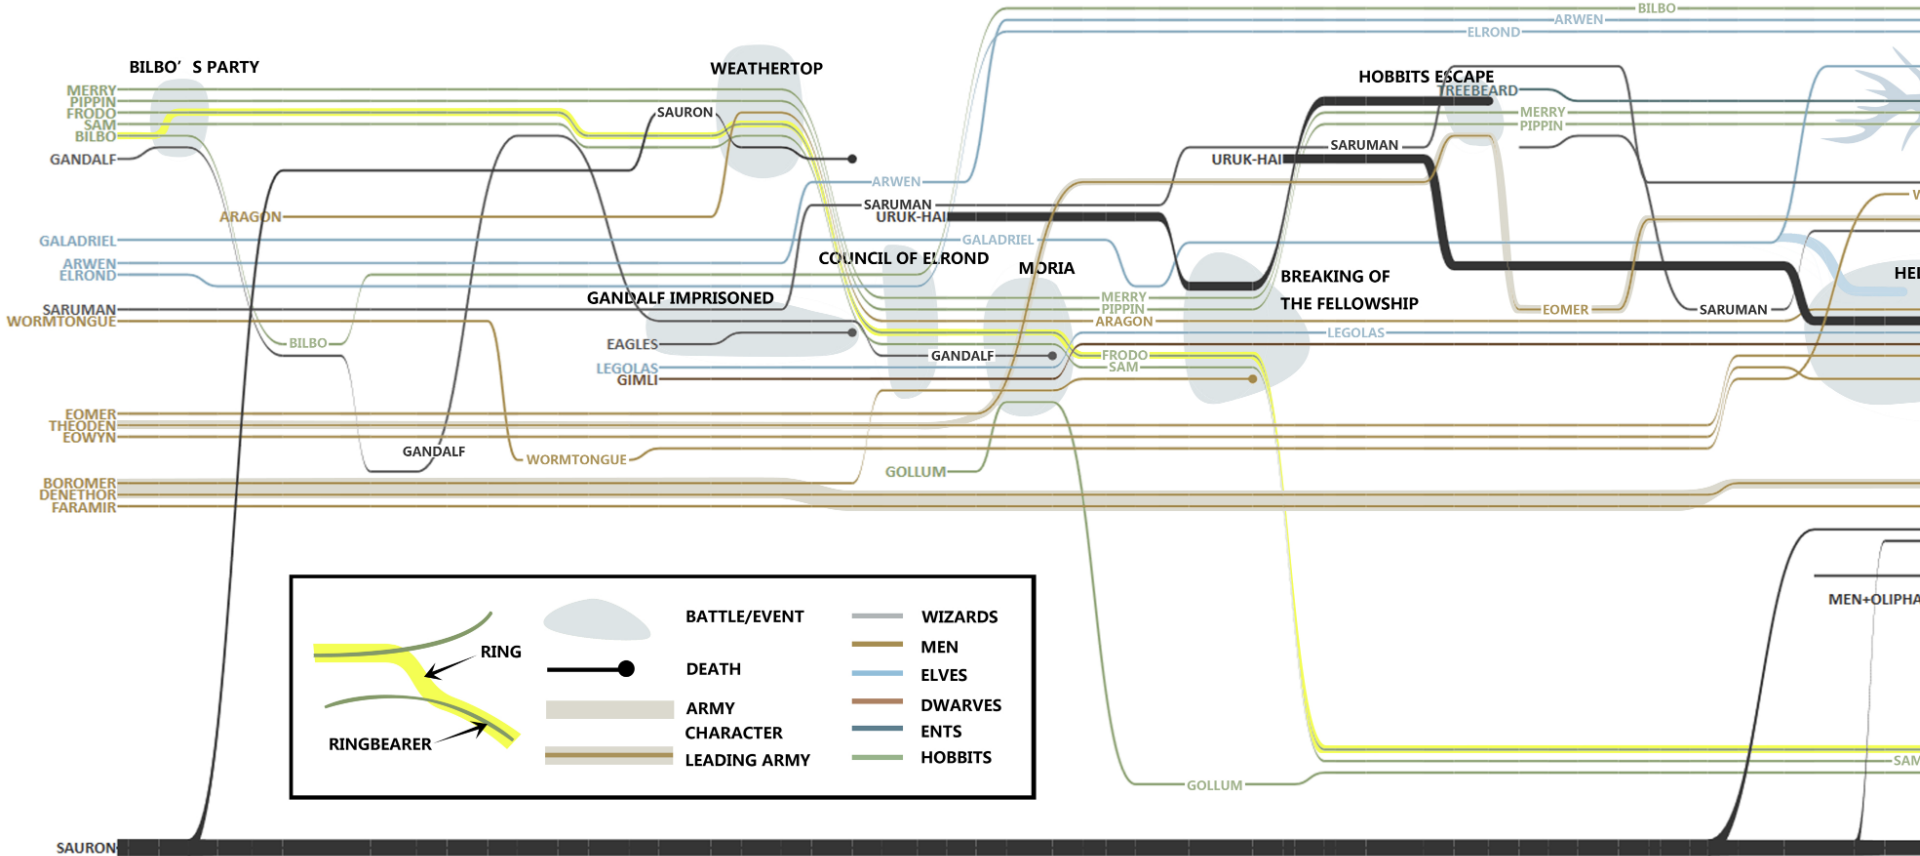 BILBO
ARWEN
ELROND
BILBO'S PARTY
WEATHERTOP
HOBBITS ESCAPE
TREEBEARD
MERRY
PIPPIN
FRODO
SAM
BILBO
GANDALF
SAURON
MERRY
PIPPIN
SARUMAN
URUK-HAI
ARWEN
SARUMAN
URUK-HAI
ARAGON
GALADRIEL
GALADRIEL
ARWEN
ELROND
COUNCIL OF ELROND
MORIA
BREAKING OF
THE FELLOWSHIP
HEL
GANDALF IMPRISONED
MERRY
PIPPIN
ARAGON
SARUMAN
WORMTONGUE
EOMER
SARUMAN
LEGOLAS
BILBO
EAGLES
GANDALF
FRODO
SAM
LEGOLAS
GIMLI
EOMER
THEODEN
EOWYN
GANDALF
WORMTONGUE
GOLLUM
BOROMER
DENETHOR
FARAMIR
MEN+OLIPHA
RING
RINGBEARER
BATTLE/EVENT
DEATH
ARMY
CHARACTER
LEADING ARMY
WIZARDS
MEN
ELVES
DWARVES
ENTS
HOBBITS
SAM
GOLLUM
SAURON